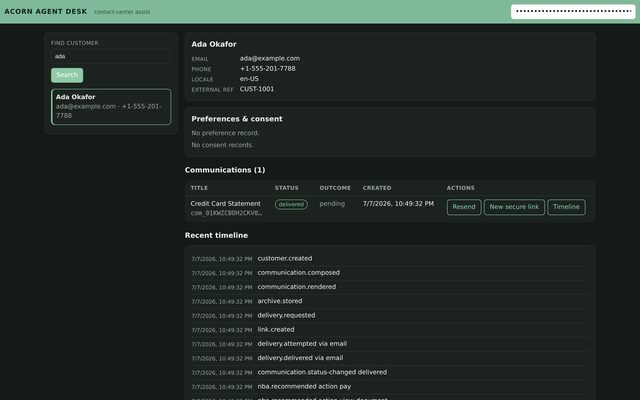 ACORN AGENT DESK contact-center assist
FIND CUSTOMER
ada
Search
Ada Okafor
ada@example.com · +1-555-201-
7788
Ada Okafor
EMAIL ada@example.com
PHONE +1-555-201-7788
LOCALE en-US
EXTERNAL REF CUST-1001
Preferences & consent
No preference record.
No consent records.
Communications (1)
TITLE STATUS OUTCOME CREATED ACTIONS
Credit Card Statement delivered pending 7/7/2026, 10:49:32 PM Resend New secure link Timeline
com_01KWZCBDH2CKV0…
Recent timeline
7/7/2026, 10:49:32 PM customer.created
7/7/2026, 10:49:32 PM communication.composed
7/7/2026, 10:49:32 PM communication.rendered
7/7/2026, 10:49:32 PM archive.stored
7/7/2026, 10:49:32 PM delivery.requested
7/7/2026, 10:49:32 PM link.created
7/7/2026, 10:49:32 PM delivery.attempted via email
7/7/2026, 10:49:32 PM delivery.delivered via email
7/7/2026, 10:49:32 PM communication.status-changed delivered
7/7/2026, 10:49:32 PM nba.recommended action pay